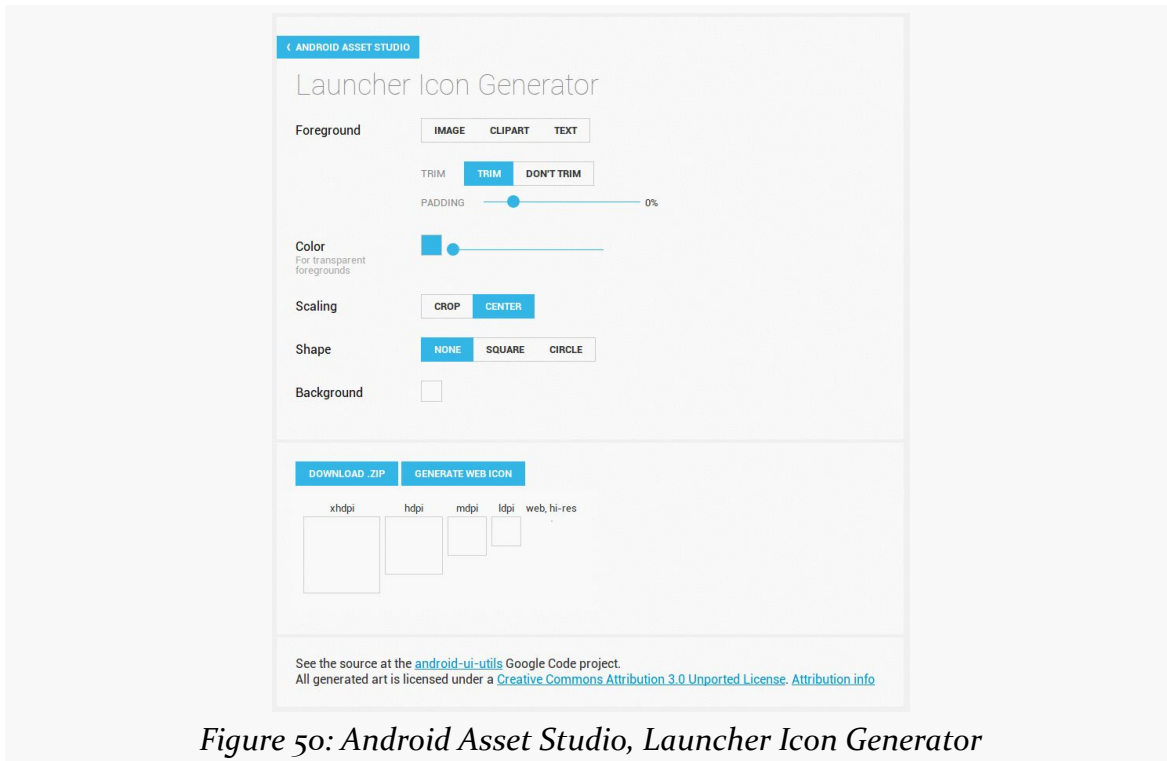 ‹ ANDROID ASSET STUDIO
Launcher Icon Generator
Foreground
IMAGE CLIPART TEXT
TRIM TRIM DON'T TRIM
PADDING 0%
Color
For transparent
foregrounds
Scaling
CROP CENTER
Shape
NONE SQUARE CIRCLE
Background
DOWNLOAD .ZIP GENERATE WEB ICON
xhdpi hdpi mdpi ldpi web, hi-res
See the source at the android-ui-utils Google Code project.
All generated art is licensed under a Creative Commons Attribution 3.0 Unported License. Attribution info
Figure 50: Android Asset Studio, Launcher Icon Generator